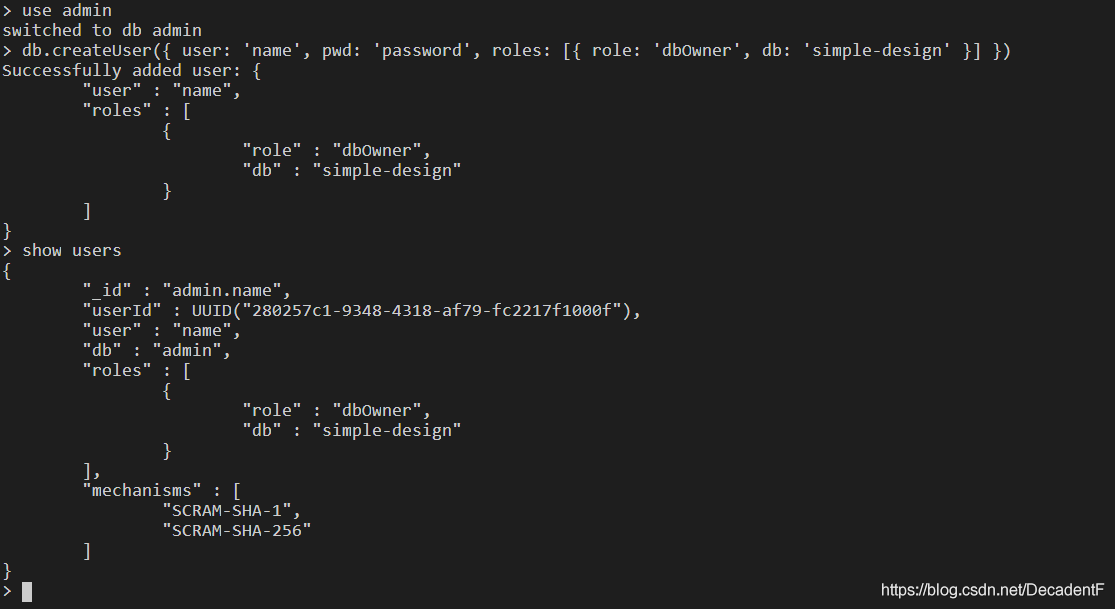 > use admin
switched to db admin
> db.createUser({ user: 'name', pwd: 'password', roles: [{ role: 'dbOwner', db: 'simple-design' }] })
Successfully added user: {
        "user" : "name",
        "roles" : [
                {
                        "role" : "dbOwner",
                        "db" : "simple-design"
                }
        ]
}
> show users
{
        "_id" : "admin.name",
        "userId" : UUID("280257c1-9348-4318-af79-fc2217f1000f"),
        "user" : "name",
        "db" : "admin",
        "roles" : [
                {
                        "role" : "dbOwner",
                        "db" : "simple-design"
                }
        ],
        "mechanisms" : [
                "SCRAM-SHA-1",
                "SCRAM-SHA-256"
        ]
}
>
https://blog.csdn.net/DecadentF